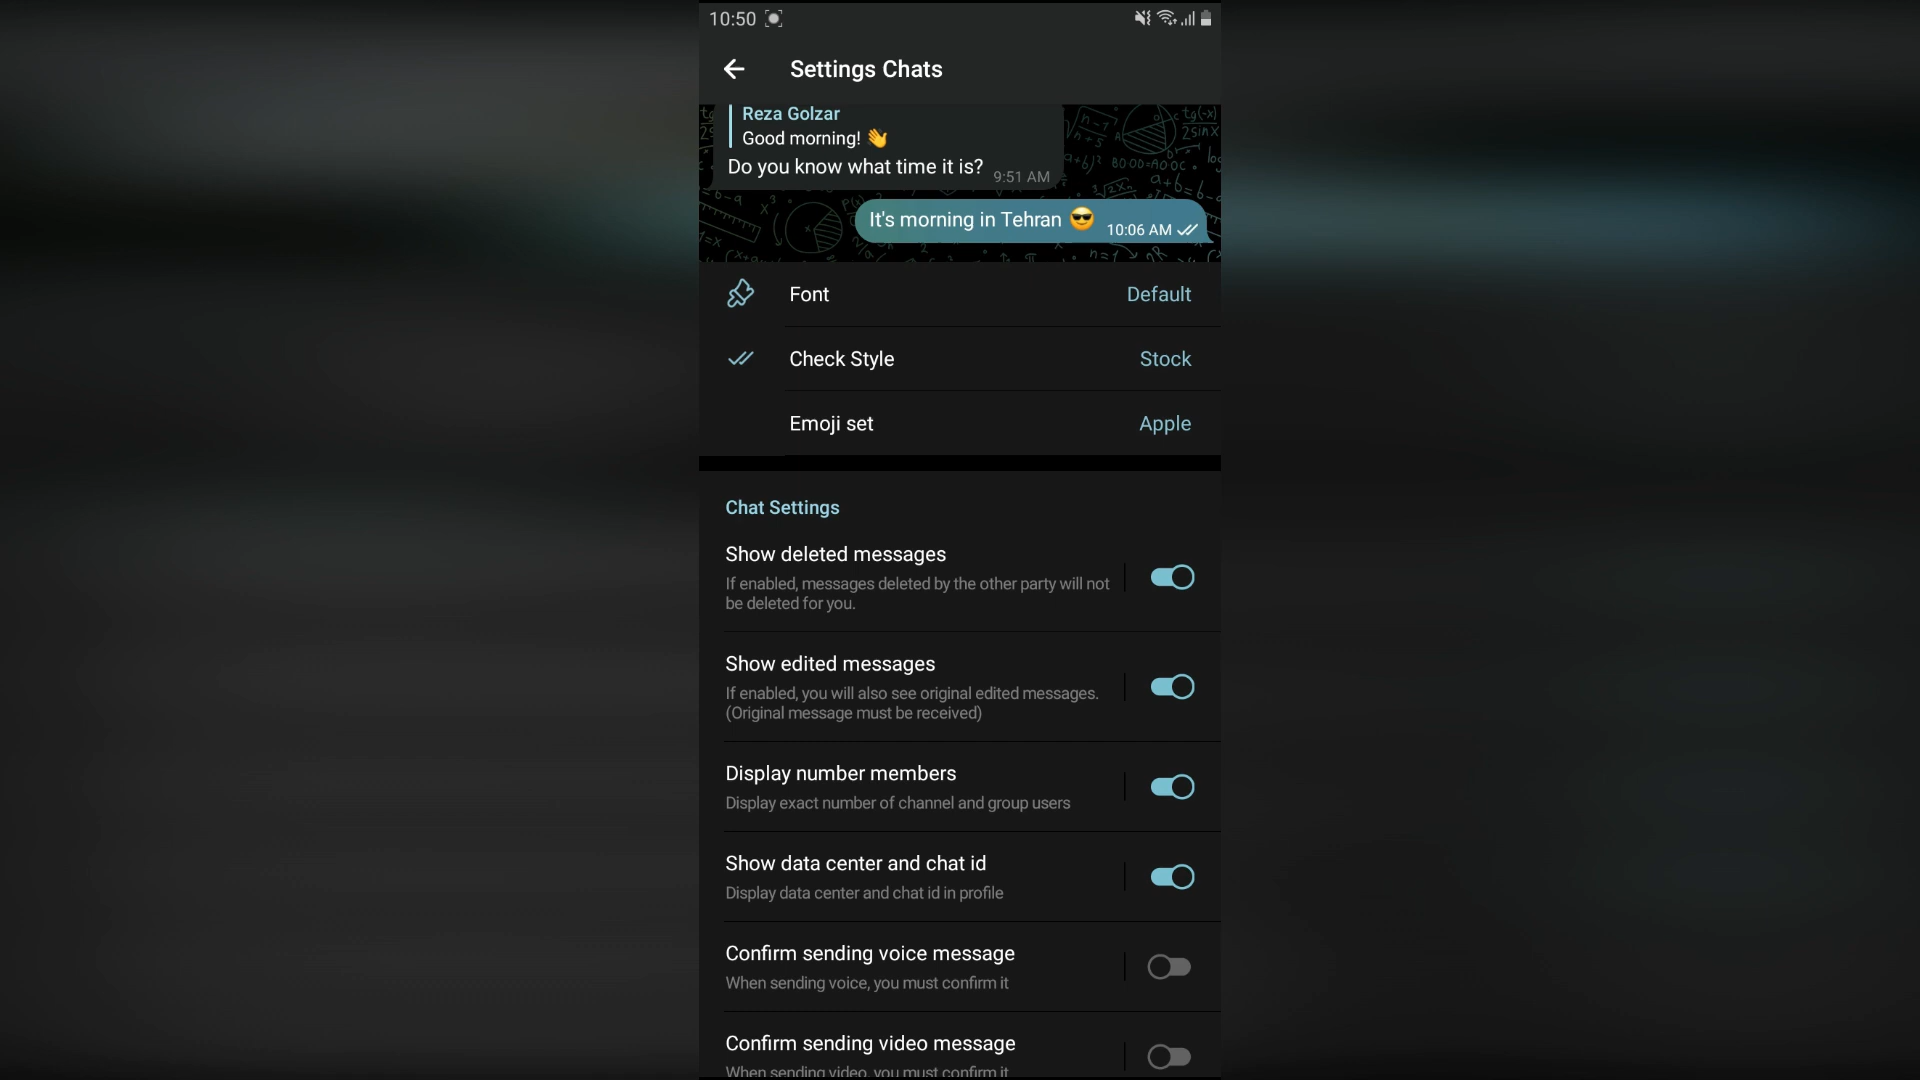 10:50
Settings Chats
Reza Golzar
Good morning! 👋
Do you know what time it is? 9:51 AM
It's morning in Tehran 😎 10:06 AM
Font Default
Check Style Stock
Emoji set Apple
Chat Settings
Show deleted messages
If enabled, messages deleted by the other party will not
be deleted for you.
Show edited messages
If enabled, you will also see original edited messages.
(Original message must be received)
Display number members
Display exact number of channel and group users
Show data center and chat id
Display data center and chat id in profile
Confirm sending voice message
When sending voice, you must confirm it
Confirm sending video message
When sending video, you must confirm it